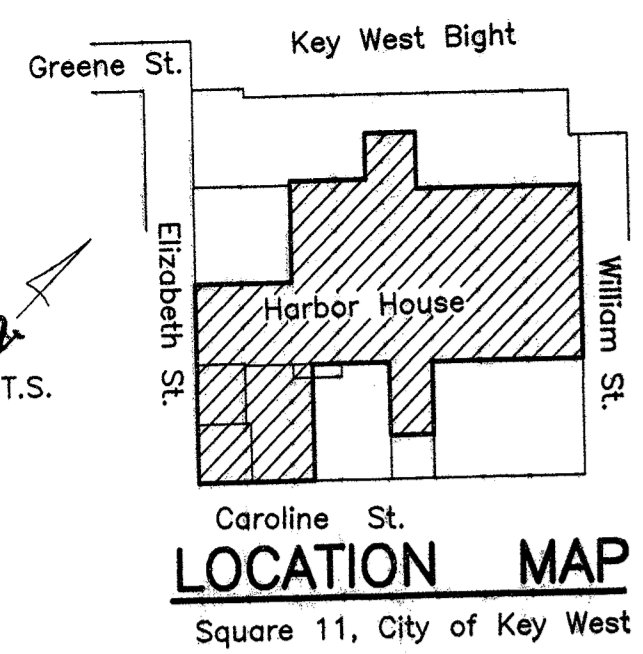 Key West Bight
Greene St.
Elizabeth St.
Harbor House
William St.
T.S.
Caroline St.
LOCATION MAP
Square 11, City of Key West